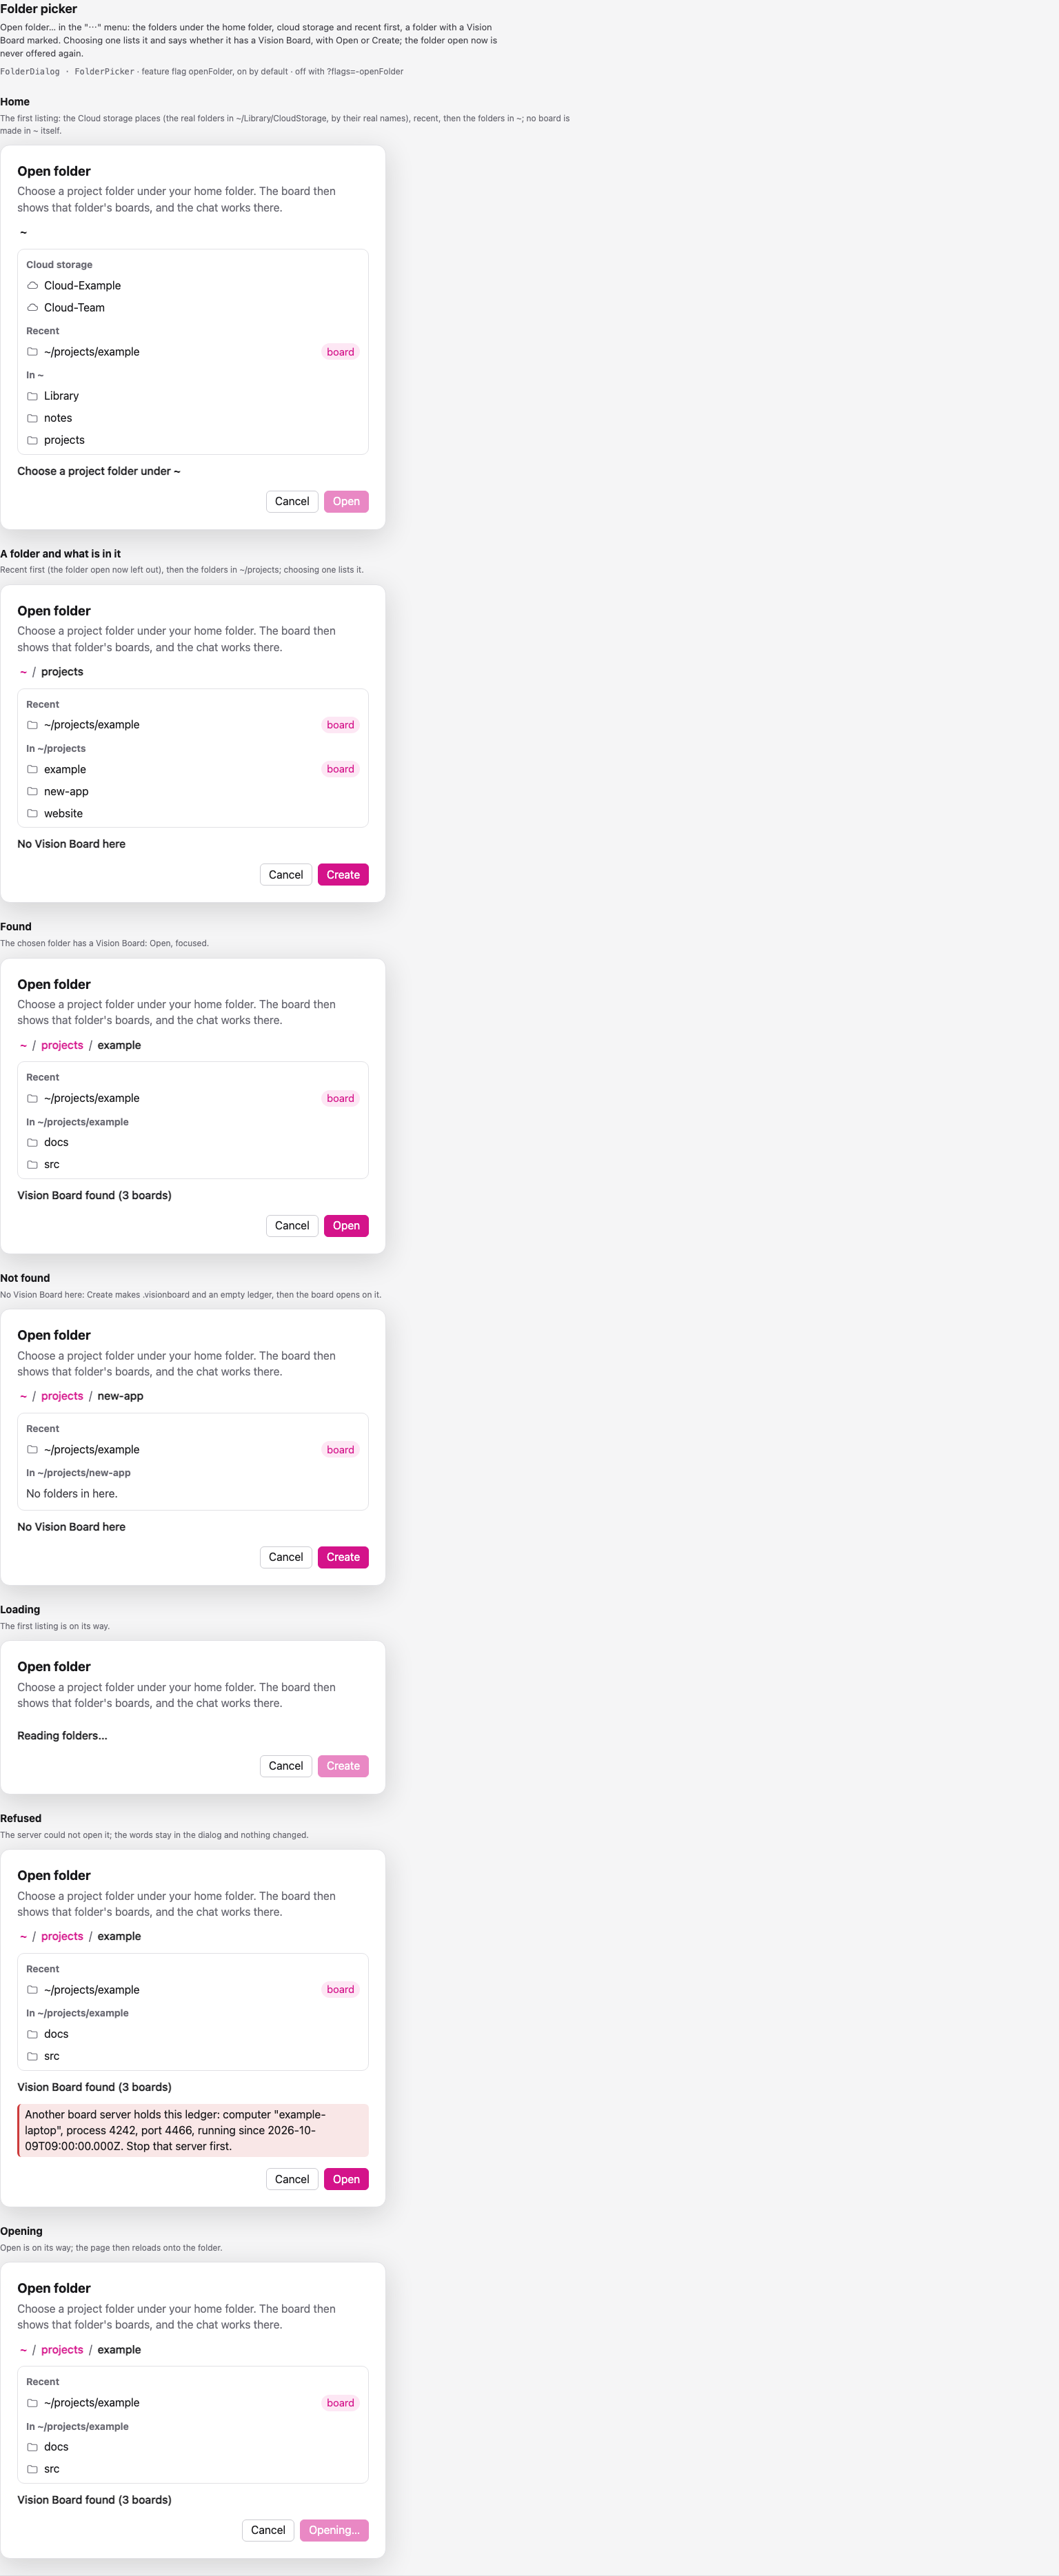 Folder picker
Open folder... in the "···" menu: the folders under the home folder, cloud storage and recent first, a folder with a Vision
Board marked. Choosing one lists it and says whether it has a Vision Board, with Open or Create; the folder open now is
never offered again.
FolderDialog · FolderPicker · feature flag openFolder, on by default · off with ?flags=-openFolder
Home
The first listing: the Cloud storage places (the real folders in ~/Library/CloudStorage, by their real names), recent, then the folders in ~; no board is
made in ~ itself.
Open folder
Choose a project folder under your home folder. The board then
shows that folder's boards, and the chat works there.
~
Cloud storage
Cloud-Example
Cloud-Team
Recent
~/projects/example board
In ~
Library
notes
projects
Choose a project folder under ~
Cancel Open
A folder and what is in it
Recent first (the folder open now left out), then the folders in ~/projects; choosing one lists it.
Open folder
Choose a project folder under your home folder. The board then
shows that folder's boards, and the chat works there.
~ / projects
Recent
~/projects/example board
In ~/projects
example board
new-app
website
No Vision Board here
Cancel Create
Found
The chosen folder has a Vision Board: Open, focused.
Open folder
Choose a project folder under your home folder. The board then
shows that folder's boards, and the chat works there.
~ / projects / example
Recent
~/projects/example board
In ~/projects/example
docs
src
Vision Board found (3 boards)
Cancel Open
Not found
No Vision Board here: Create makes .visionboard and an empty ledger, then the board opens on it.
Open folder
Choose a project folder under your home folder. The board then
shows that folder's boards, and the chat works there.
~ / projects / new-app
Recent
~/projects/example board
In ~/projects/new-app
No folders in here.
No Vision Board here
Cancel Create
Loading
The first listing is on its way.
Open folder
Choose a project folder under your home folder. The board then
shows that folder's boards, and the chat works there.
Reading folders...
Cancel Create
Refused
The server could not open it; the words stay in the dialog and nothing changed.
Open folder
Choose a project folder under your home folder. The board then
shows that folder's boards, and the chat works there.
~ / projects / example
Recent
~/projects/example board
In ~/projects/example
docs
src
Vision Board found (3 boards)
Another board server holds this ledger: computer "example-
laptop", process 4242, port 4466, running since 2026-10-
09T09:00:00.000Z. Stop that server first.
Cancel Open
Opening
Open is on its way; the page then reloads onto the folder.
Open folder
Choose a project folder under your home folder. The board then
shows that folder's boards, and the chat works there.
~ / projects / example
Recent
~/projects/example board
In ~/projects/example
docs
src
Vision Board found (3 boards)
Cancel Opening...